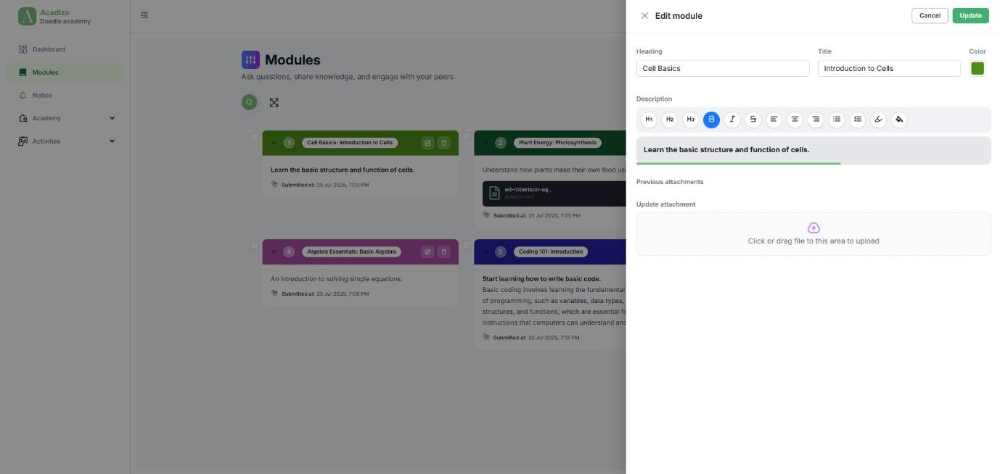 Acadizo
Doodle academy
Dashboard
Modules
Notice
Academy
Activities
Modules
Ask questions, share knowledge, and engage with your peers
1
Cell Basics: Introduction to Cells
Learn the basic structure and function of cells.
Submitted at: 25 Jul 2025, 7:03 PM
2
Plant Energy: Photosynthesis
Understand how plants make their own food usi
ed-robertson-sq...
Attachment
Submitted at: 25 Jul 2025, 7:05 PM
4
Algebra Essentials: Basic Algebra
An introduction to solving simple equations.
Submitted at: 25 Jul 2025, 7:08 PM
5
Coding 101: Introduction
Start learning how to write basic code.
Basic coding involves learning the fundamental
of programming, such as variables, data types,
structures, and functions, which are essential fo
instructions that computers can understand and
Submitted at: 25 Jul 2025, 7:12 PM
Edit module
Cancel
Update
Heading
Title
Color
Cell Basics
Introduction to Cells
Description
H1 H2 H3 B I S
Learn the basic structure and function of cells.
Previous attachments
Update attachment
Click or drag file to this area to upload